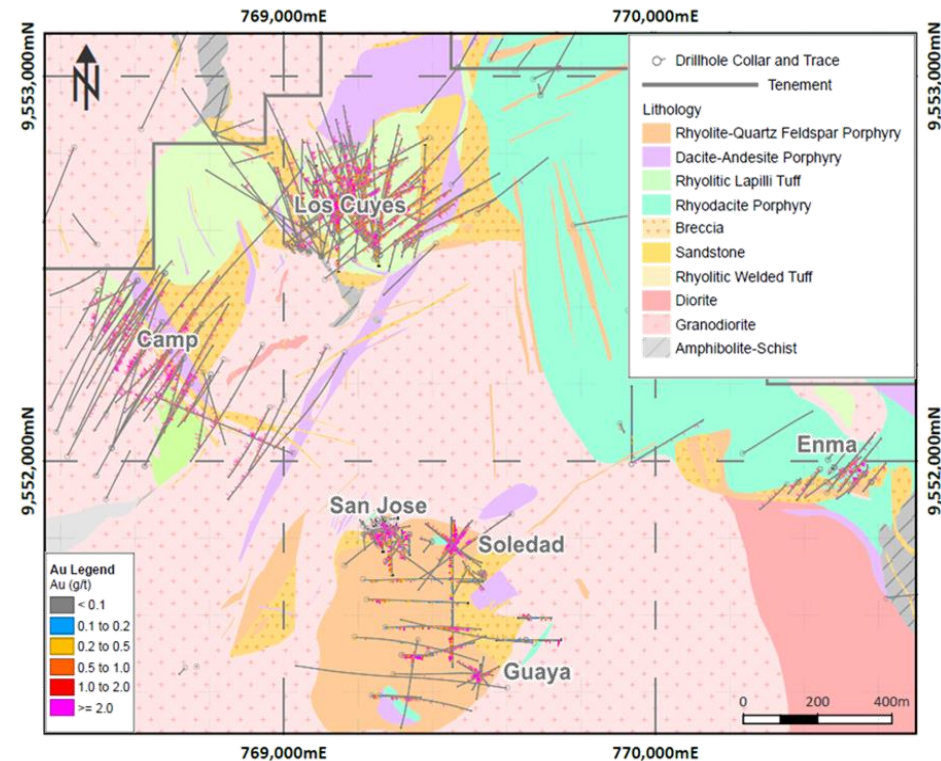 769,000mE 770,000mE
9,553,000mN
9,553,000mN
N
Drillhole Collar and Trace
Tenement
Lithology
Rhyolite-Quartz Feldspar Porphyry
Dacite-Andesite Porphyry
Rhyolitic Lapilli Tuff
Rhyodacite Porphyry
Breccia
Sandstone
Rhyolitic Welded Tuff
Diorite
Granodiorite
Amphibolite-Schist
Los Cuyes
Camp
9,552,000mN
9,552,000mN
Enma
San Jose
Soledad
Guaya
Au Legend
Au (g/t)
< 0.1
0.1 to 0.2
0.2 to 0.5
0.5 to 1.0
1.0 to 2.0
>= 2.0
0 200 400m
769,000mE 770,000mE